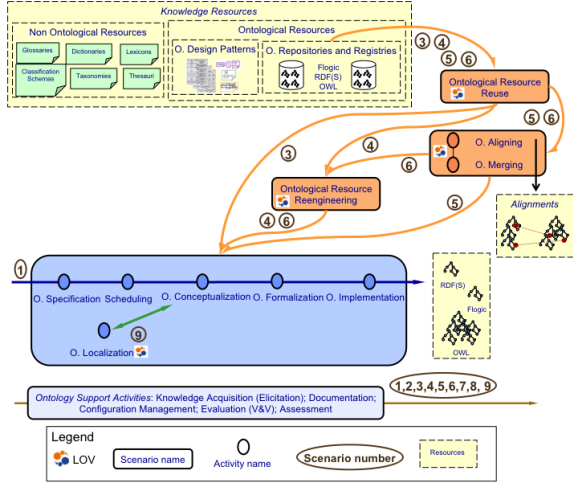 Knowledge Resources
Non Ontological Resources
Glossaries
Dictionaries
Lexicons
Classification
Schemes
Taxonomies
Thesauri
Ontological Resources
O. Design Patterns
O. Repositories and Registries
Flogic
RDF(S)
OWL
3 4
5 6
Ontological Resource
Reuse
5 6
3
4
O. Aligning
O. Merging
6
Ontological Resource
Reengineering
5
4 6
Alignments
1
O. Specification
Scheduling
O. Conceptualization
O. Formalization
O. Implementation
9
O. Localization
RDF(S)
Flogic
OWL
Ontology Support Activities: Knowledge Acquisition (Elicitation); Documentation;
Configuration Management; Evaluation (V&V); Assessment
1,2,3,4,5,6,7,8, 9
Legend
LOV
Scenario name
Activity name
Scenario number
Resources